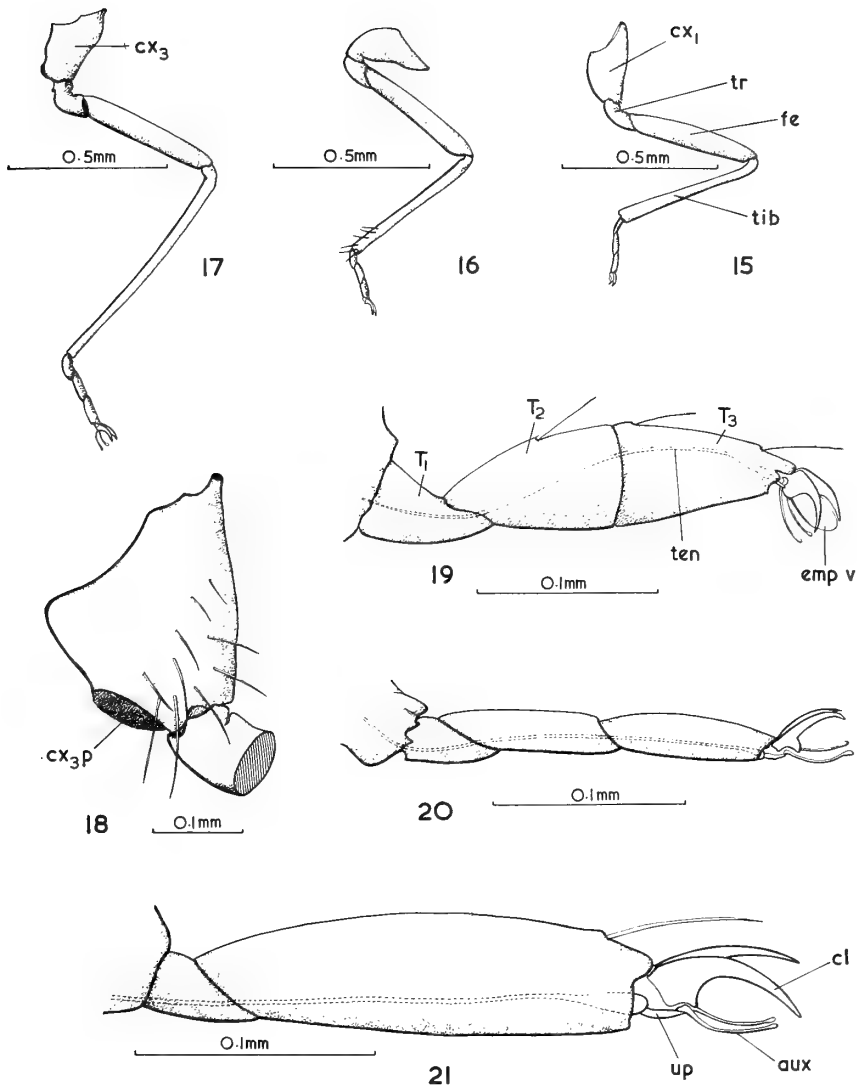 cx₃
0.5mm
17
0.5mm
16
cx₁
tr
fe
0.5mm
tib
15
T₁
T₂
T₃
ten
emp v
19
0.1mm
cx₃p
18
0.1mm
20
0.1mm
cl
up
aux
0.1mm
21